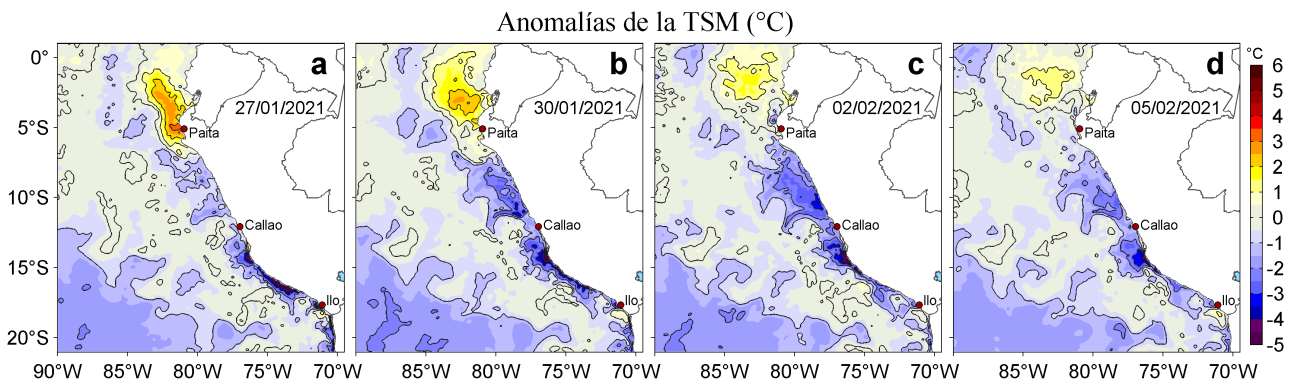 Anomalías de la TSM (°C)
0°
5°S
10°S
15°S
20°S
a
27/01/2021
Paita
Callao
Ilo
90°W 85°W 80°W 75°W 70°W
b
30/01/2021
Paita
Callao
Ilo
85°W 80°W 75°W 70°W
c
02/02/2021
Paita
Callao
Ilo
85°W 80°W 75°W 70°W
d
05/02/2021
Paita
Callao
Ilo
85°W 80°W 75°W 70°W
°C
6
5
4
3
2
1
0
-1
-2
-3
-4
-5